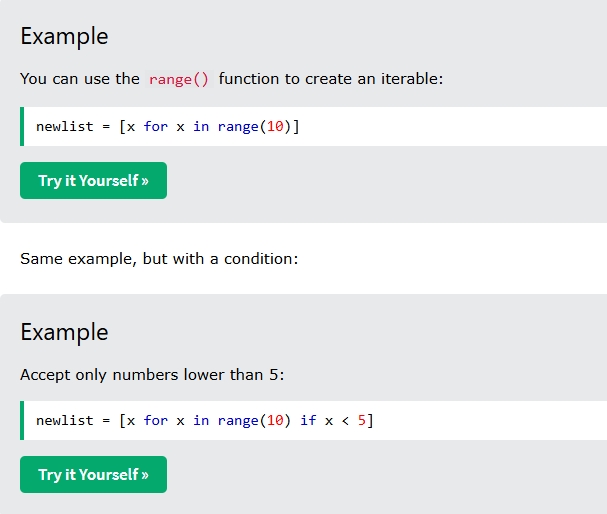 Example
You can use the range() function to create an iterable:
newlist = [x for x in range(10)]
Try it Yourself »
Same example, but with a condition:
Example
Accept only numbers lower than 5:
newlist = [x for x in range(10) if x < 5]
Try it Yourself »